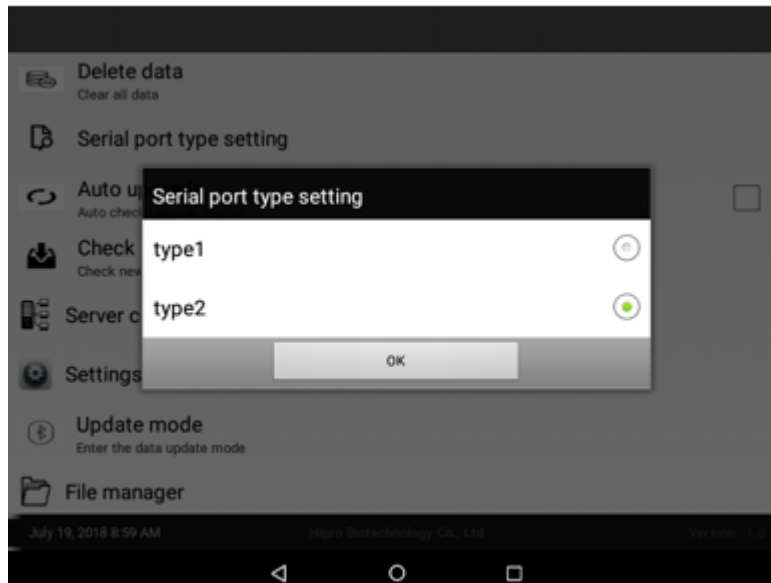 Delete data
Clear all data
Serial port type setting
Auto u
Auto chec
Serial port type setting
type1
type2
OK
Check
Check new
Server c
Settings
Update mode
Enter the data update mode
File manager
July 19, 2018 8:59 AM
Hipro Biotechnology Co., Ltd
Version: 1.0